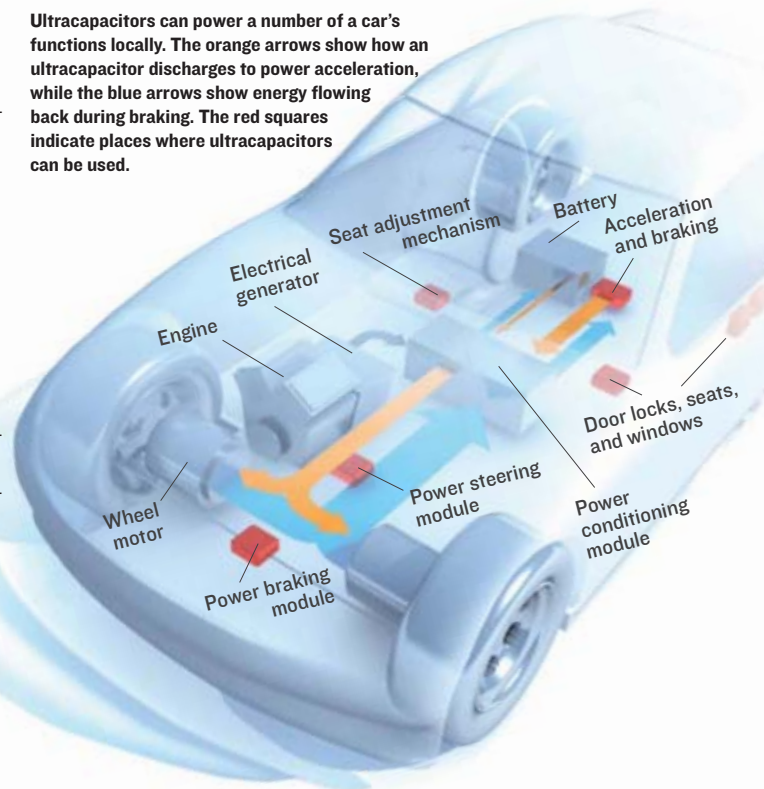 Ultracapacitors can power a number of a car's
functions locally. The orange arrows show how an
ultracapacitor discharges to power acceleration,
while the blue arrows show energy flowing
back during braking. The red squares
indicate places where ultracapacitors
can be used.
Seat adjustment
mechanism
Battery
Acceleration
and braking
Electrical
generator
Engine
Door locks, seats,
and windows
Power steering
module
Power
conditioning
module
Wheel
motor
Power braking
module